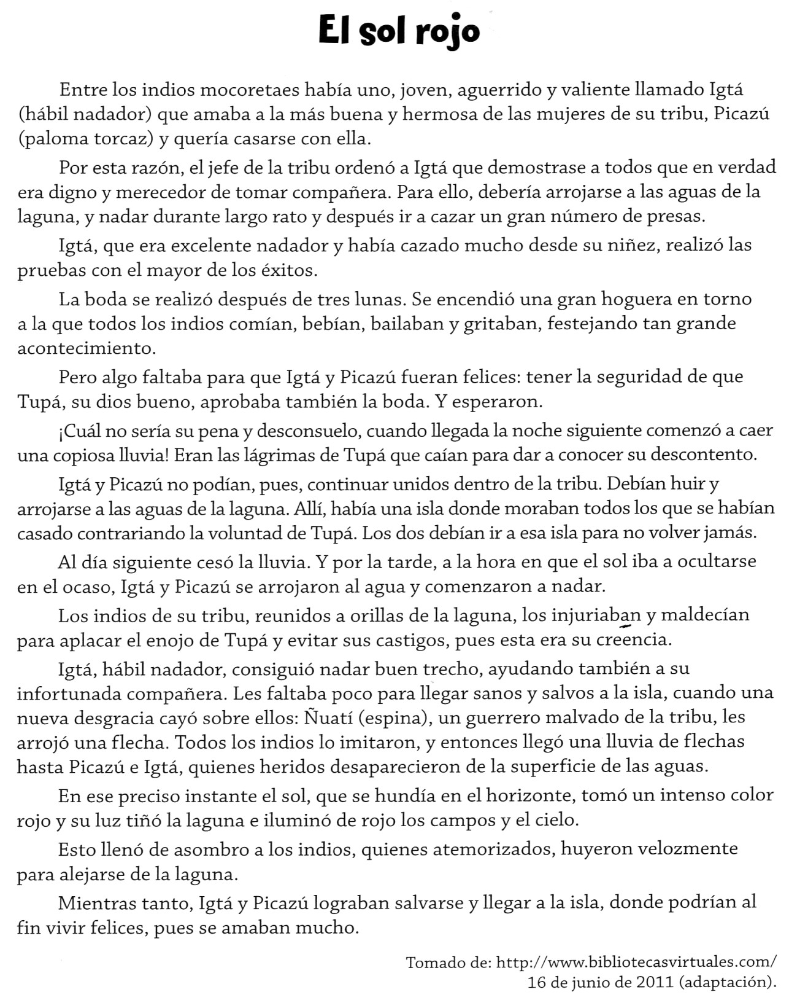 El sol rojo
Entre los indios mocoretaes había uno, joven, aguerrido y valiente llamado Igtá
(hábil nadador) que amaba a la más buena y hermosa de las mujeres de su tribu, Picazú
(paloma torcaz) y quería casarse con ella.
Por esta razón, el jefe de la tribu ordenó a Igtá que demostrase a todos que en verdad
era digno y merecedor de tomar compañera. Para ello, debería arrojarse a las aguas de la
laguna, y nadar durante largo rato y después ir a cazar un gran número de presas.
Igtá, que era excelente nadador y había cazado mucho desde su niñez, realizó las
pruebas con el mayor de los éxitos.
La boda se realizó después de tres lunas. Se encendió una gran hoguera en torno
a la que todos los indios comían, bebían, bailaban y gritaban, festejando tan grande
acontecimiento.
Pero algo faltaba para que Igtá y Picazú fueran felices: tener la seguridad de que
Tupá, su dios bueno, aprobaba también la boda. Y esperaron.
¡Cuál no sería su pena y desconsuelo, cuando llegada la noche siguiente comenzó a caer
una copiosa lluvia! Eran las lágrimas de Tupá que caían para dar a conocer su descontento.
Igtá y Picazú no podían, pues, continuar unidos dentro de la tribu. Debían huir y
arrojarse a las aguas de la laguna. Allí, había una isla donde moraban todos los que se habían
casado contrariando la voluntad de Tupá. Los dos debían ir a esa isla para no volver jamás.
Al día siguiente cesó la lluvia. Y por la tarde, a la hora en que el sol iba a ocultarse
en el ocaso, Igtá y Picazú se arrojaron al agua y comenzaron a nadar.
Los indios de su tribu, reunidos a orillas de la laguna, los injuriaban y maldecían
para aplacar el enojo de Tupá y evitar sus castigos, pues esta era su creencia.
Igtá, hábil nadador, consiguió nadar buen trecho, ayudando también a su
infortunada compañera. Les faltaba poco para llegar sanos y salvos a la isla, cuando una
nueva desgracia cayó sobre ellos: Ñuatí (espina), un guerrero malvado de la tribu, les
arrojó una flecha. Todos los indios lo imitaron, y entonces llegó una lluvia de flechas
hasta Picazú e Igtá, quienes heridos desaparecieron de la superficie de las aguas.
En ese preciso instante el sol, que se hundía en el horizonte, tomó un intenso color
rojo y su luz tiñó la laguna e iluminó de rojo los campos y el cielo.
Esto llenó de asombro a los indios, quienes atemorizados, huyeron velozmente
para alejarse de la laguna.
Mientras tanto, Igtá y Picazú lograban salvarse y llegar a la isla, donde podrían al
fin vivir felices, pues se amaban mucho.
Tomado de: http://www.bibliotecasvirtuales.com/
16 de junio de 2011 (adaptación).